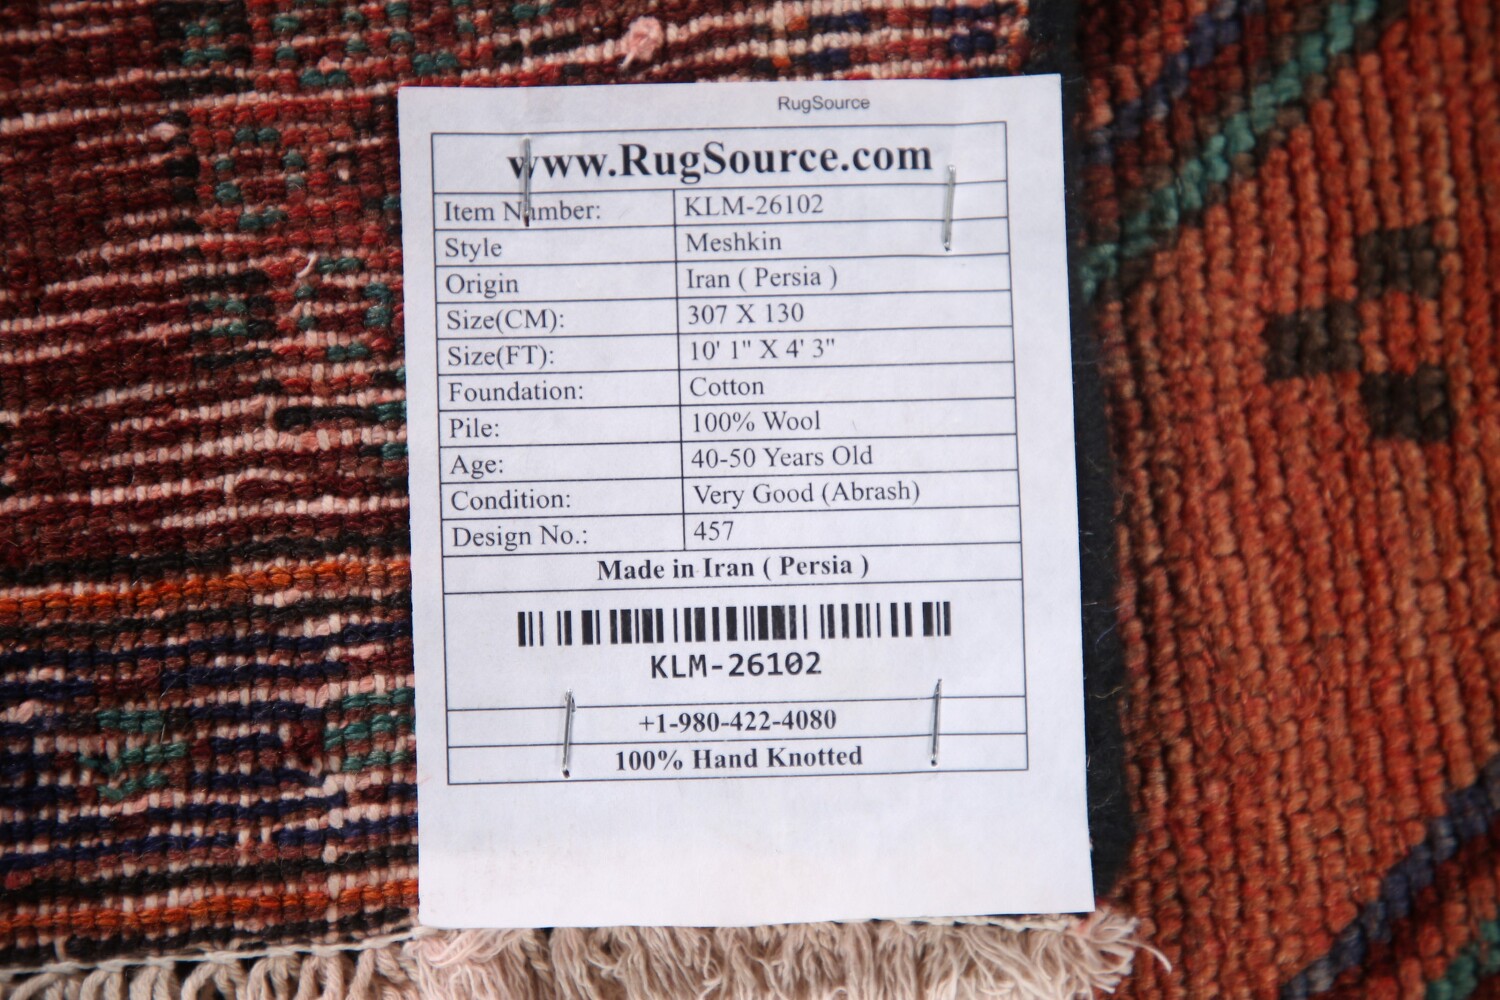 RugSource
www.RugSource.com
Item Number: KLM-26102
Style Meshkin
Origin Iran ( Persia )
Size(CM): 307 X 130
Size(FT): 10' 1" X 4' 3"
Foundation: Cotton
Pile: 100% Wool
Age: 40-50 Years Old
Condition: Very Good (Abrash)
Design No.: 457
Made in Iran ( Persia )
KLM-26102
+1-980-422-4080
100% Hand Knotted